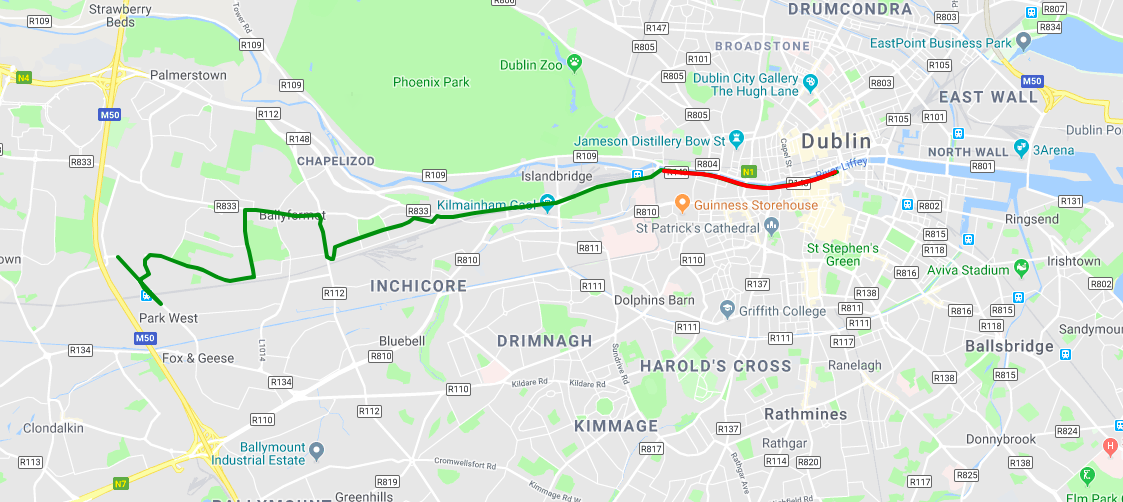 Strawberry
Beds
R109
Tower Rd
R109
R806
R147
R805
DRUMCONDRA
R803
R807
East Wall Rd
R834
EastPoint Business Park
BROADSTONE
R101
R105
Dublin Zoo
R805
Dublin City Gallery
The Hugh Lane
R803
M50
N4
Palmerstown
R109
Phoenix Park
EAST WALL
M50
R112
R148
R805
R105
R101
Dublin Po
Jameson Distillery Bow St
Capel St
Dublin
NORTH WALL
3Arena
R833
CHAPELIZOD
R109
R109
R804
R801
Islandbridge
R148
N1
R148
River Liffey
Kilmainham Gaol
R833
Ballyfermot
R833
R810
Guinness Storehouse
St Patrick's Cathedral
R802
R131
Ringsend
R811
R810
R110
St Stephen's
Green
R815
R118
Irishtown
own
R816
Aviva Stadium
R802
INCHICORE
R112
R111
R137
R138
Dolphins Barn
Griffith College
R811
R111
R816
R815
R118
Park West
M50
R111
R111
R117
Sandymou
Bluebell
DRIMNAGH
Ballsbridge
R134
Fox & Geese
L1014
R810
Sundrive Rd
HAROLD'S CROSS
Ranelagh
R138
R815
R134
R110
Kildare Rd
Kildare Rd
R112
R110
Rathmines
KIMMAGE
R137
R824
Clondalkin
Ballymount
Industrial Estate
R817
Rathgar
Donnybrook
R113
Cromwellsfort Rd
R114
R820
R138
Rathgar Ave
R825
R117
N7
R819
Kimmage Rd W
BALLYMOUNT
Greenhills
Elm Park